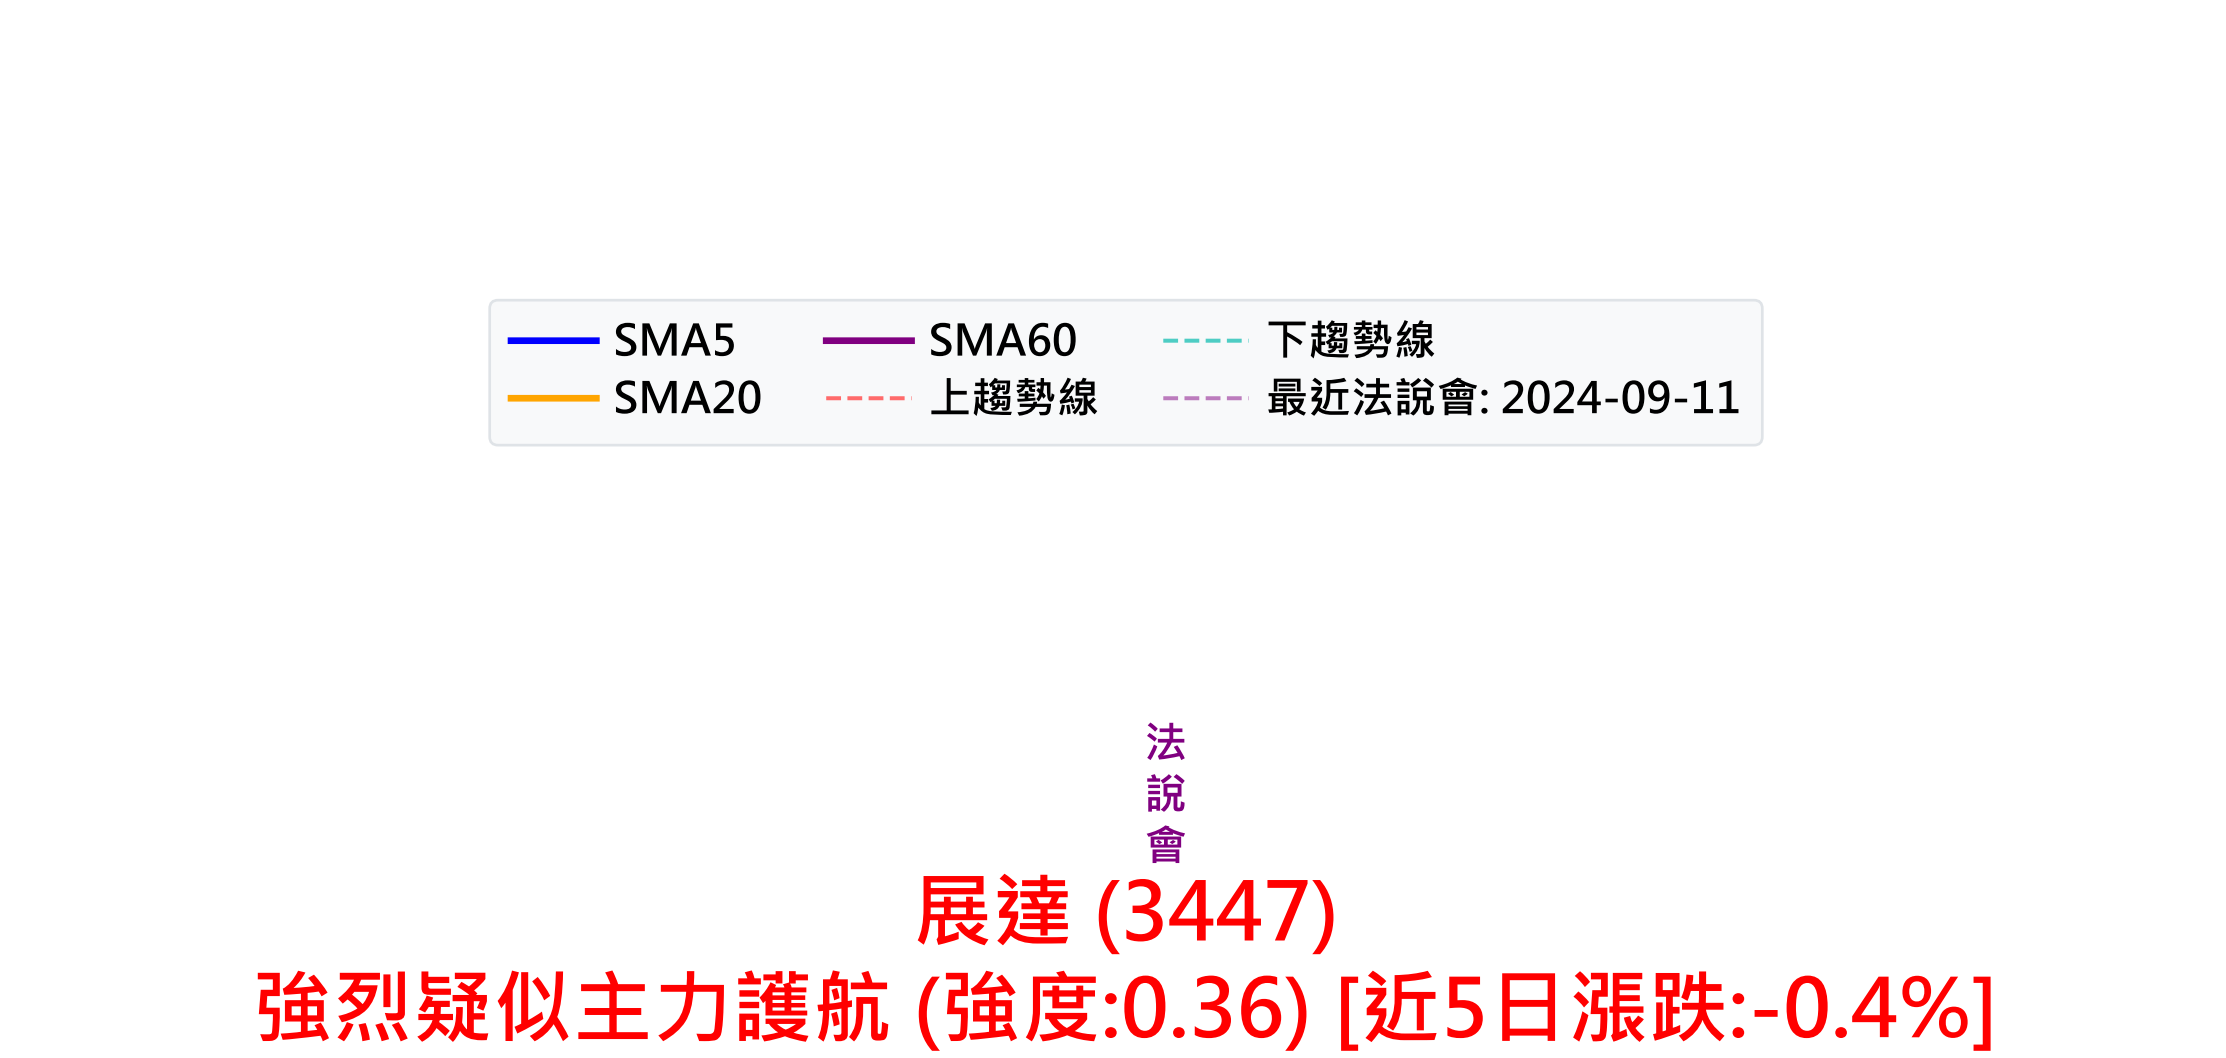 SMA5 SMA60 下趨勢線
SMA20 上趨勢線 最近法說會: 2024-09-11
法
說
會
展達 (3447)
強烈疑似主力護航 (強度:0.36) [近5日漲跌:-0.4%]